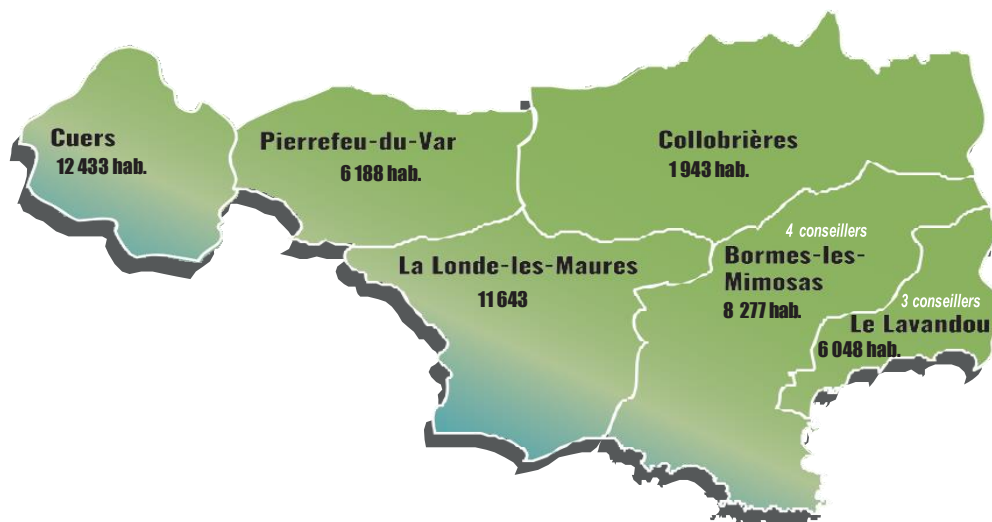 Cuers
12 433 hab.
Pierrefeu-du-Var
6 188 hab.
Collobrières
1 943 hab.
4 conseillers
Bormes-les-
Mimosas
8 277 hab.
La Londe-les-Maures
11 643
3 conseillers
Le Lavandou
6 048 hab.